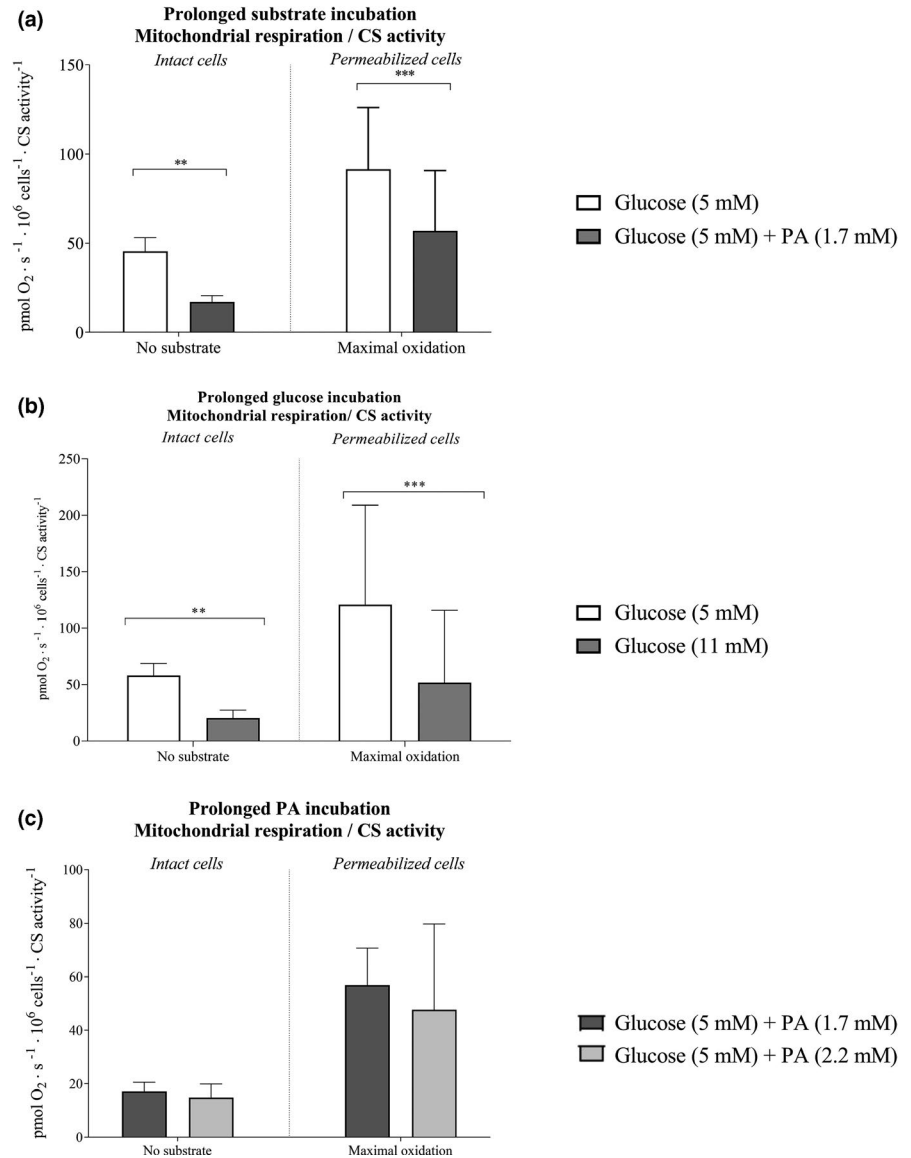 (a)
Prolonged substrate incubation
Mitochondrial respiration / CS activity
Intact cells
Permeabilized cells
pmol O₂ · s ⁻¹ · 10⁶ cells⁻¹ · CS activity⁻¹
150
100
50
0
**
***
No substrate
Maximal oxidation
Glucose (5 mM)
Glucose (5 mM) + PA (1.7 mM)
(b)
Prolonged glucose incubation
Mitochondrial respiration/ CS activity
Intact cells
Permeabilized cells
pmol O₂ · s ⁻¹ · 10⁶ cells⁻¹ · CS activity⁻¹
250
200
150
100
50
0
**
***
No substrate
Maximal oxidation
Glucose (5 mM)
Glucose (11 mM)
(c)
Prolonged PA incubation
Mitochondrial respiration / CS activity
Intact cells
Permeabilized cells
pmol O₂ · s ⁻¹ · 10⁶ cells⁻¹ · CS activity⁻¹
100
80
60
40
20
0
No substrate
Maximal oxidation
Glucose (5 mM) + PA (1.7 mM)
Glucose (5 mM) + PA (2.2 mM)